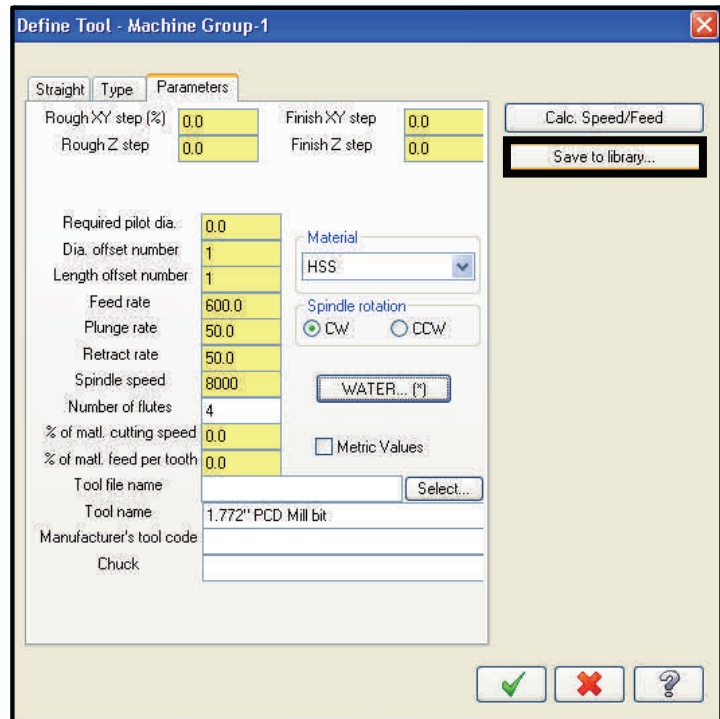 Define Tool - Machine Group-1
Straight Type Parameters
Rough XY step (%) 0.0 Finish XY step 0.0
Rough Z step 0.0 Finish Z step 0.0
Calc. Speed/Feed
Save to library...
Required pilot dia. 0.0
Dia. offset number 1
Length offset number 1
Feed rate 600.0
Plunge rate 50.0
Retract rate 50.0
Spindle speed 8000
Number of flutes 4
% of matl. cutting speed 0.0
% of matl. feed per tooth 0.0
Material
HSS
Spindle rotation
CW CCW
WATER... (*)
Metric Values
Tool file name Select...
Tool name 1.772" PCD Mill bit
Manufacturer's tool code
Chuck
?